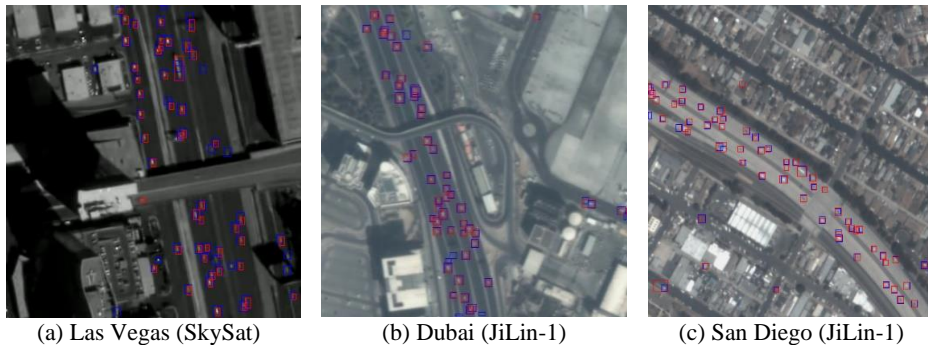 (a) Las Vegas (SkySat)
(b) Dubai (JiLin-1)
(c) San Diego (JiLin-1)